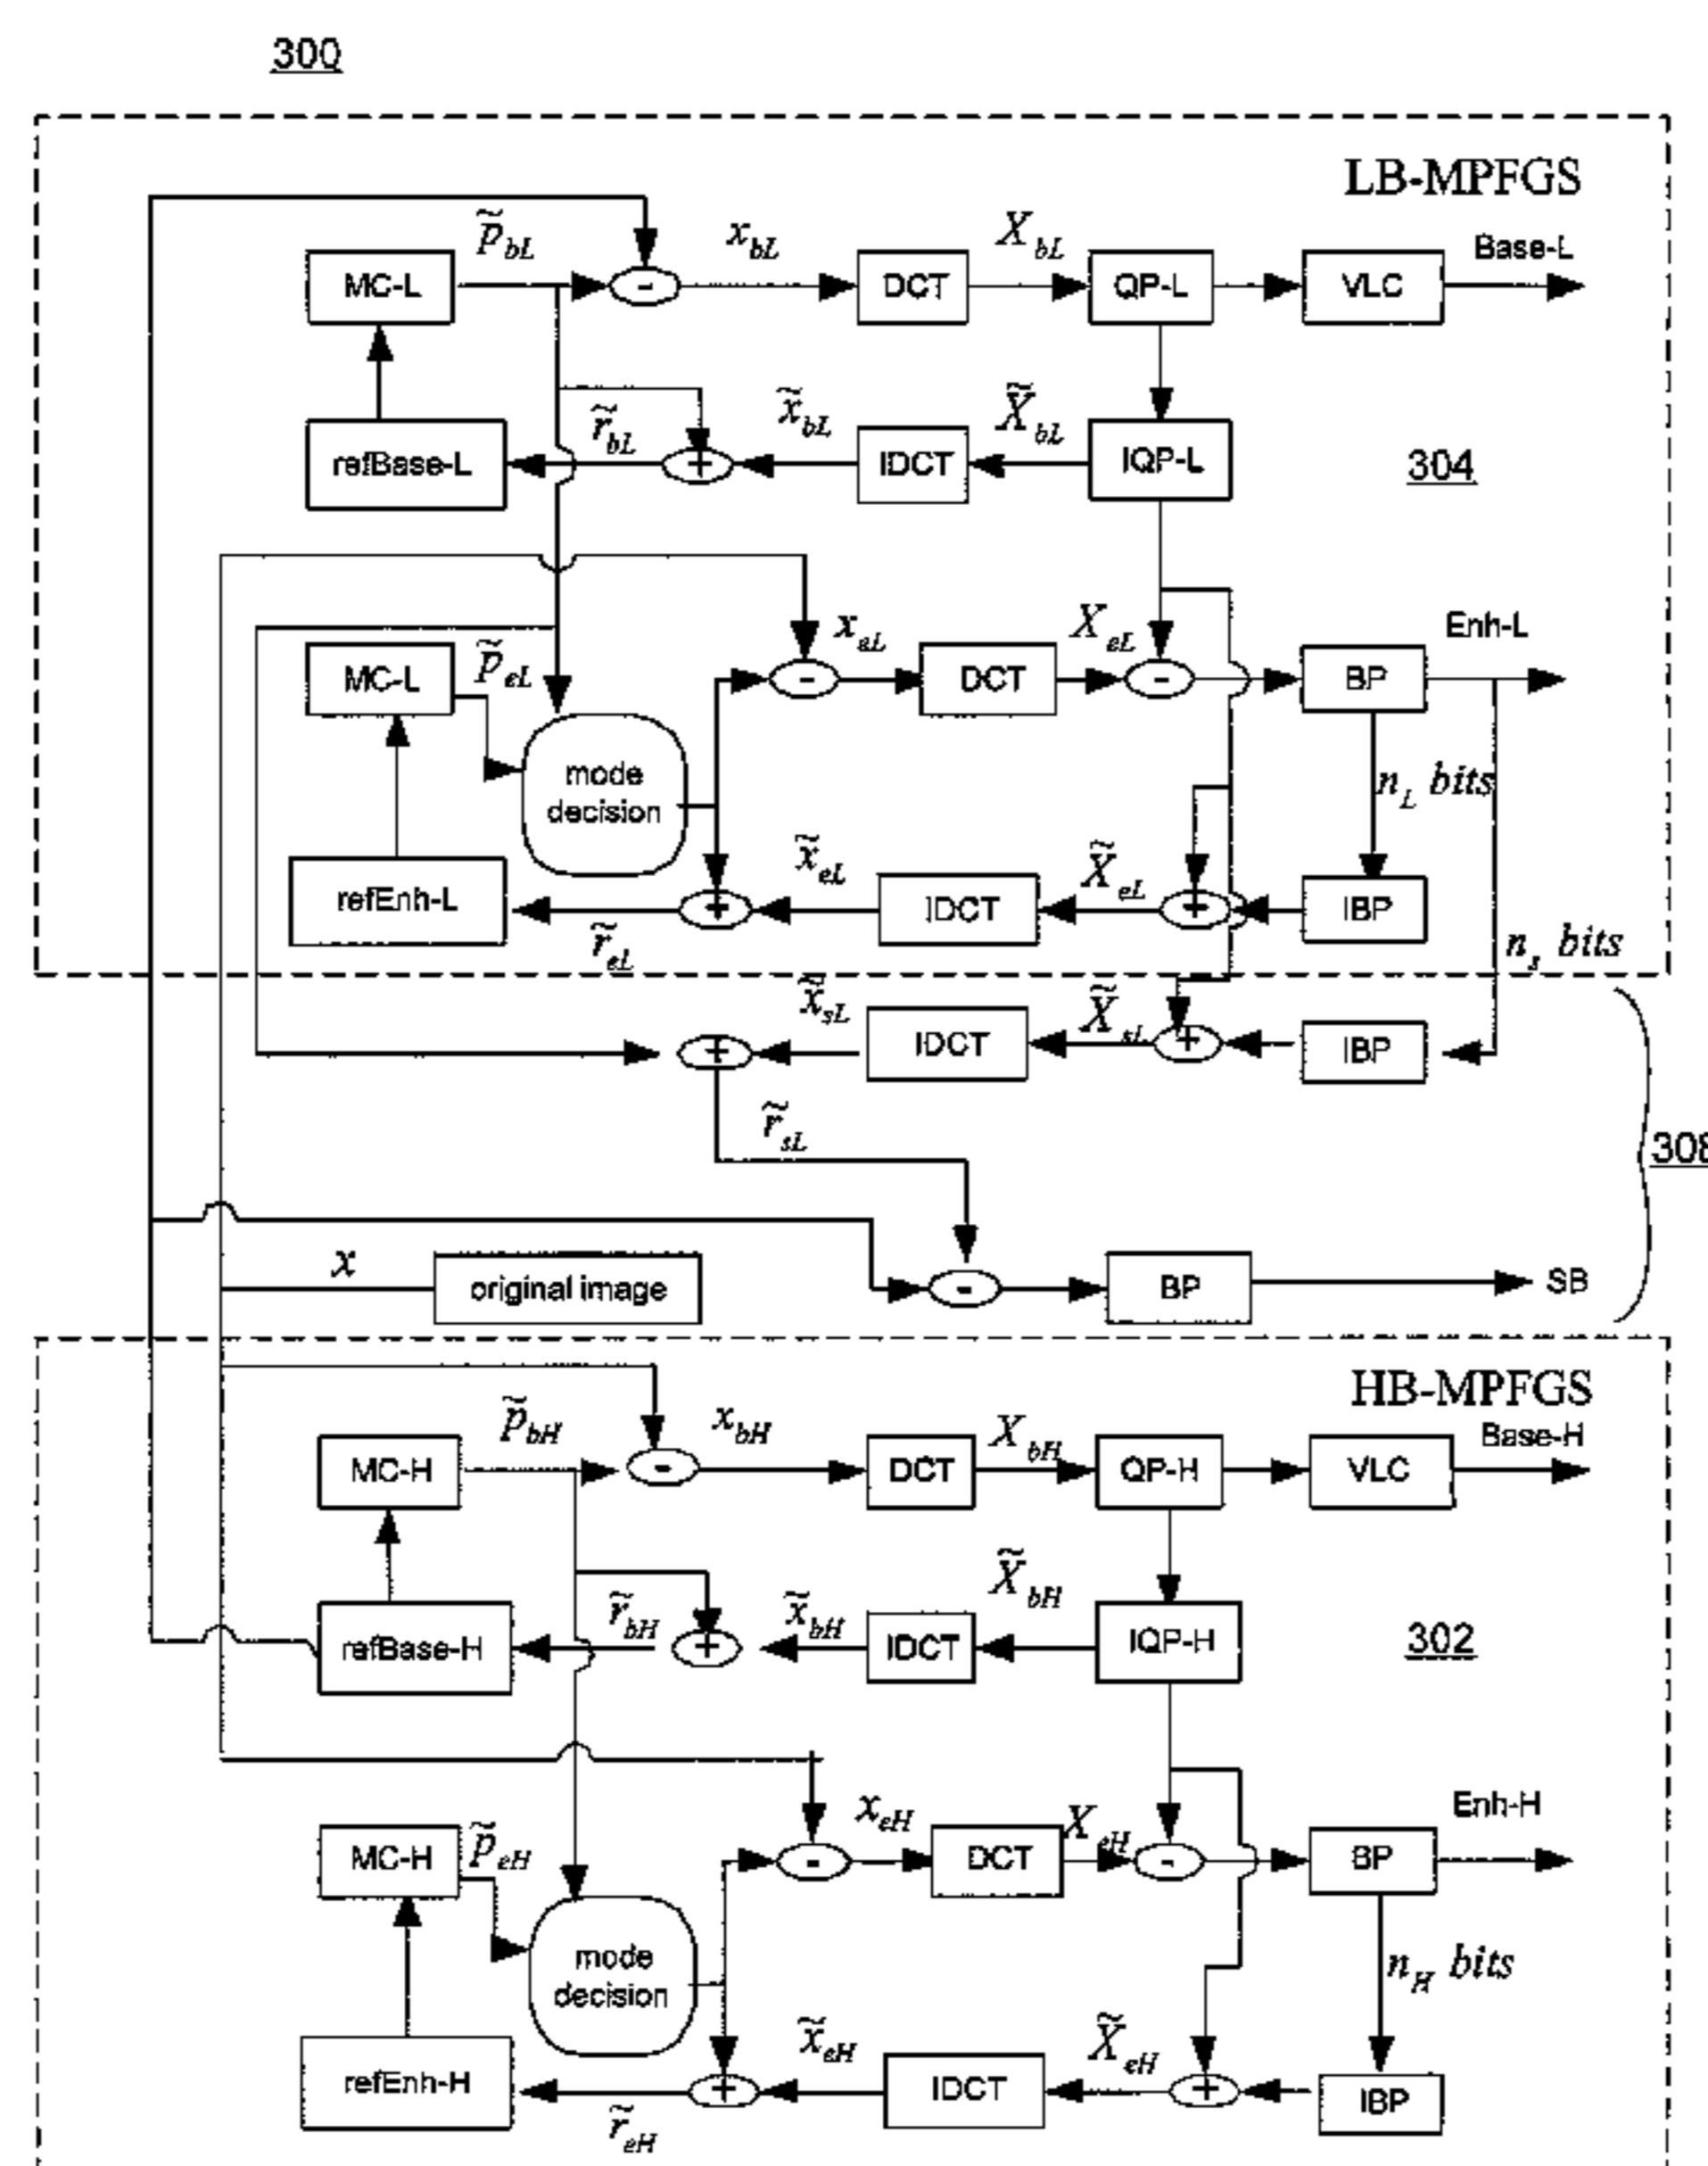 300
LB-MPFGS
p̃bL
xbL
XbL
Base-L
MC-L
-
DCT
QP-L
VLC
r̃bL
x̃bL
X̃bL
refBase-L
+
IDCT
IQP-L
304
p̃eL
xeL
XeL
Enh-L
MC-L
-
DCT
-
BP
mode
decision
nL bits
x̃eL
X̃eL
refEnh-L
+
IDCT
+
IBP
r̃eL
ns bits
x̃sL
X̃sL
+
IDCT
+
IBP
r̃sL
308
x
original image
-
BP
SB
HB-MPFGS
p̃bH
xbH
XbH
Base-H
MC-H
-
DCT
QP-H
VLC
r̃bH
x̃bH
X̃bH
refBase-H
+
IDCT
IQP-H
302
p̃eH
xeH
XeH
Enh-H
MC-H
-
DCT
-
BP
mode
decision
nH bits
x̃eH
X̃eH
refEnh-H
+
IDCT
+
IBP
r̃eH